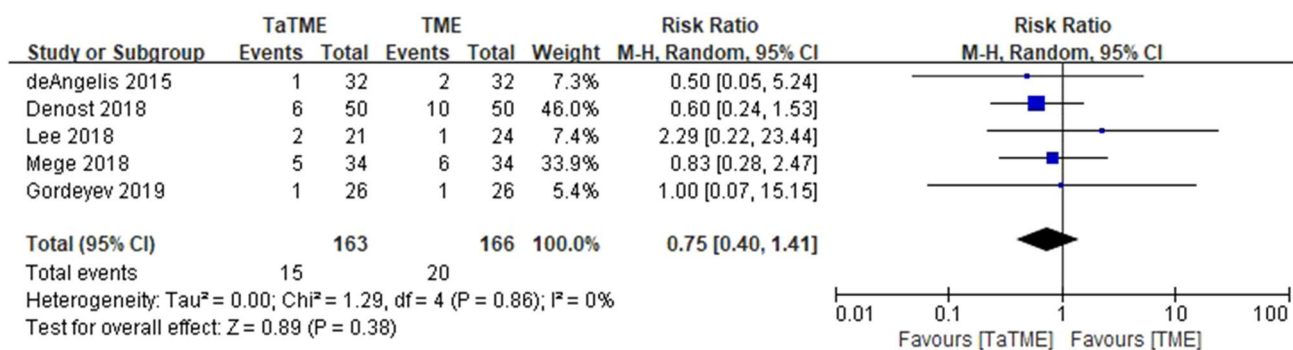 TaTME TME Risk Ratio Risk Ratio
Study or Subgroup Events Total Events Total Weight M-H, Random, 95% CI M-H, Random, 95% CI
deAngelis 2015 1 32 2 32 7.3% 0.50 [0.05, 5.24]
Denost 2018 6 50 10 50 46.0% 0.60 [0.24, 1.53]
Lee 2018 2 21 1 24 7.4% 2.29 [0.22, 23.44]
Mege 2018 5 34 6 34 33.9% 0.83 [0.28, 2.47]
Gordeyev 2019 1 26 1 26 5.4% 1.00 [0.07, 15.15]
Total (95% CI) 163 166 100.0% 0.75 [0.40, 1.41]
Total events 15 20
Heterogeneity: Tau² = 0.00; Chi² = 1.29, df = 4 (P = 0.86); I² = 0%
Test for overall effect: Z = 0.89 (P = 0.38)
0.01 0.1 1 10 100
Favours [TaTME] Favours [TME]